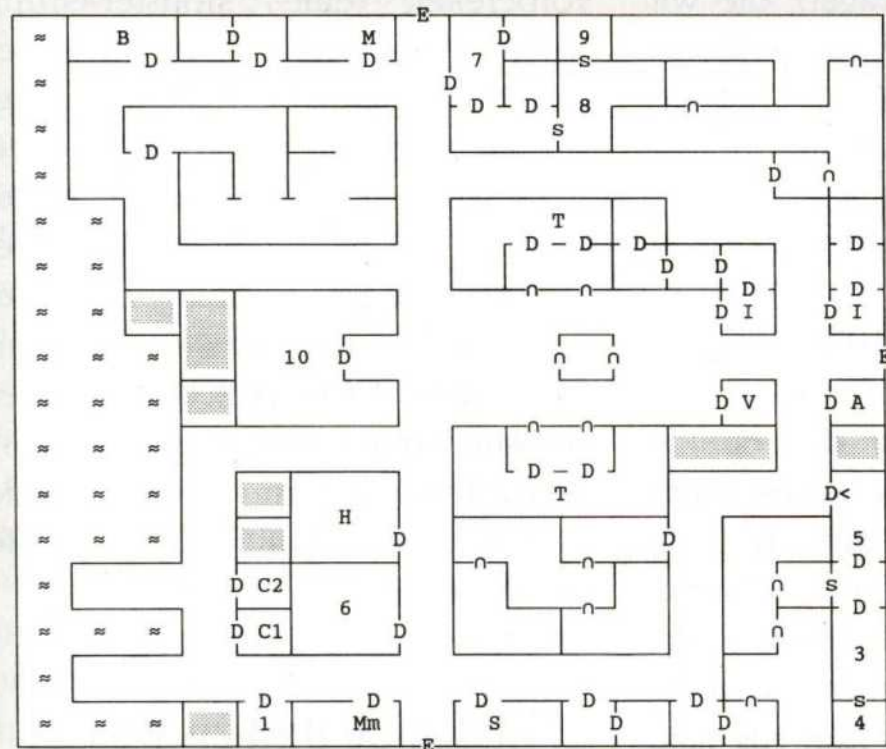 E
≈ B D M D 9
D D D 7 s ∩
≈ D
D D 8 ∩
≈ s
D
≈ D ∩
≈ ≈ T
D D D D
≈ ≈ D D
∩ ∩ D D
≈ ≈ D I D I
≈ ≈ ≈ 10 D ∩ ∩ E
≈ ≈ ≈ D V D A
∩ ∩
≈ ≈ ≈
D D
≈ ≈ ≈ T D<
≈ ≈ ≈ H D D 5
∩ ∩ D
≈ D C2 ∩ s
6 ∩ D
≈ ≈ ≈ D C1 D ∩
3
≈
D D D D D ∩ s
≈ ≈ ≈ 1 Mm S D D 4
E